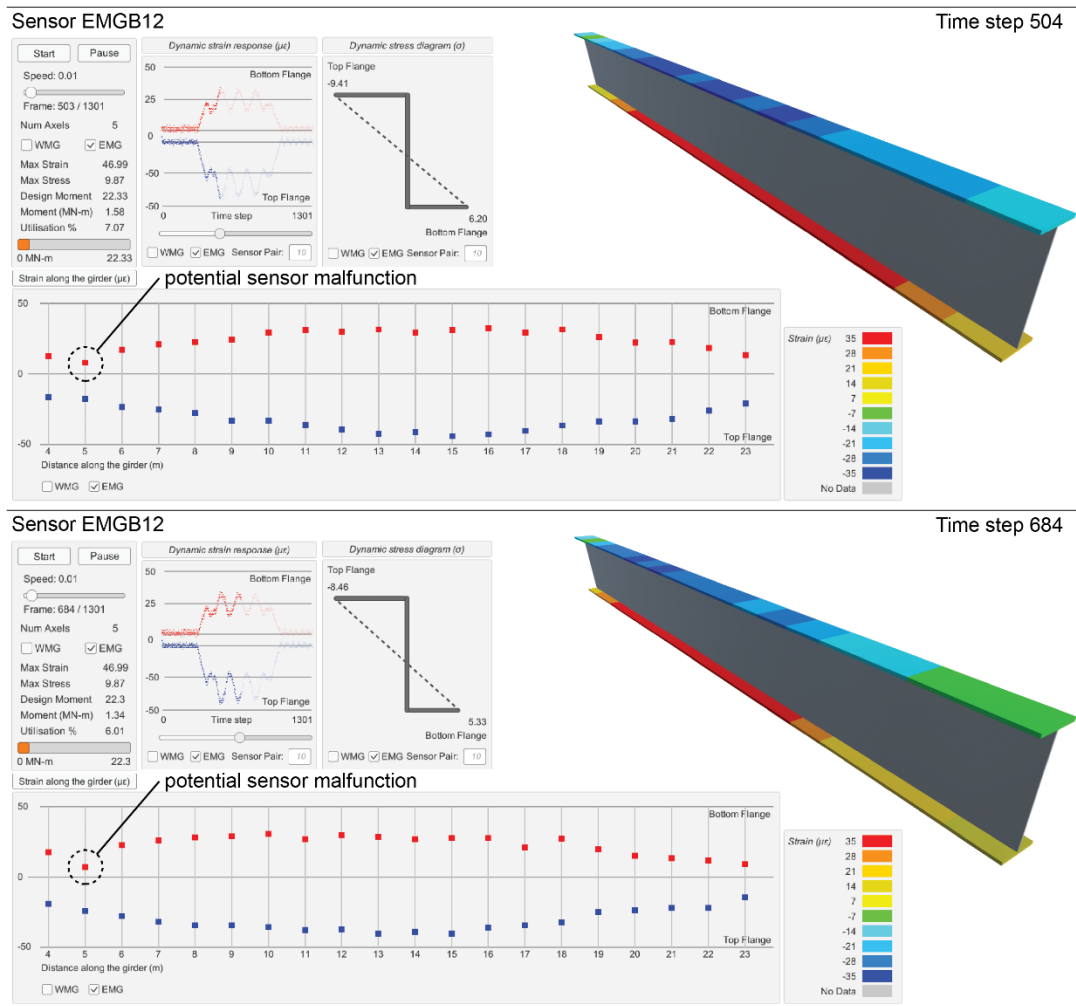 Sensor EMGB12
Time step 504
Start Pause
Speed: 0.01
Frame: 503 / 1301
Num Axels 5
WMG EMG
Max Strain 46.99
Max Stress 9.87
Design Moment 22.33
Moment (MN-m) 1.58
Utilisation % 7.07
0 MN-m 22.33
Dynamic strain response (με)
50
Bottom Flange
25
0
-50
Top Flange
-50
0 Time step 1301
WMG EMG Sensor Pair: 10
Dynamic stress diagram (σ)
Top Flange
-9.41
6.20
Bottom Flange
WMG EMG Sensor Pair: 10
Strain along the girder (με)
potential sensor malfunction
50
Bottom Flange
0
-50
Top Flange
4 5 6 7 8 9 10 11 12 13 14 15 16 17 18 19 20 21 22 23
Distance along the girder (m)
WMG EMG
Strain (με) 35
28
21
14
7
-7
-14
-21
-28
-35
No Data
Sensor EMGB12
Time step 684
Start Pause
Speed: 0.01
Frame: 684 / 1301
Num Axels 5
WMG EMG
Max Strain 46.99
Max Stress 9.87
Design Moment 22.3
Moment (MN-m) 1.34
Utilisation % 6.01
0 MN-m 22.3
Dynamic strain response (με)
50
Bottom Flange
25
0
-50
Top Flange
-50
0 Time step 1301
WMG EMG Sensor Pair: 10
Dynamic stress diagram (σ)
Top Flange
-8.46
5.33
Bottom Flange
WMG EMG Sensor Pair: 10
Strain along the girder (με)
potential sensor malfunction
50
Bottom Flange
0
-50
Top Flange
4 5 6 7 8 9 10 11 12 13 14 15 16 17 18 19 20 21 22 23
Distance along the girder (m)
WMG EMG
Strain (με) 35
28
21
14
7
-7
-14
-21
-28
-35
No Data